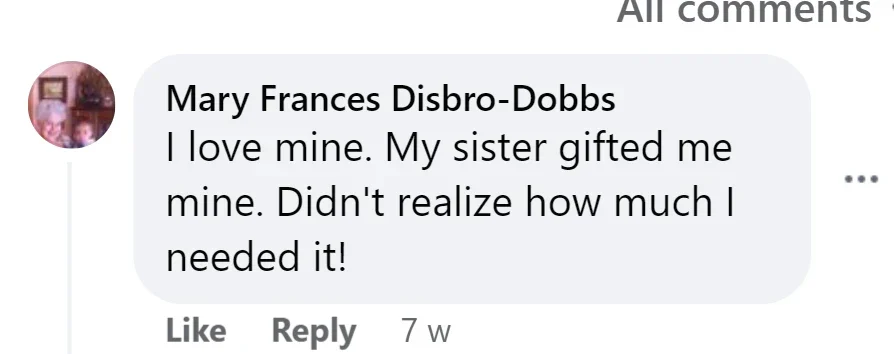 All comments
Mary Frances Disbro-Dobbs
I love mine. My sister gifted me
mine. Didn't realize how much I
needed it!
Like Reply 7 w